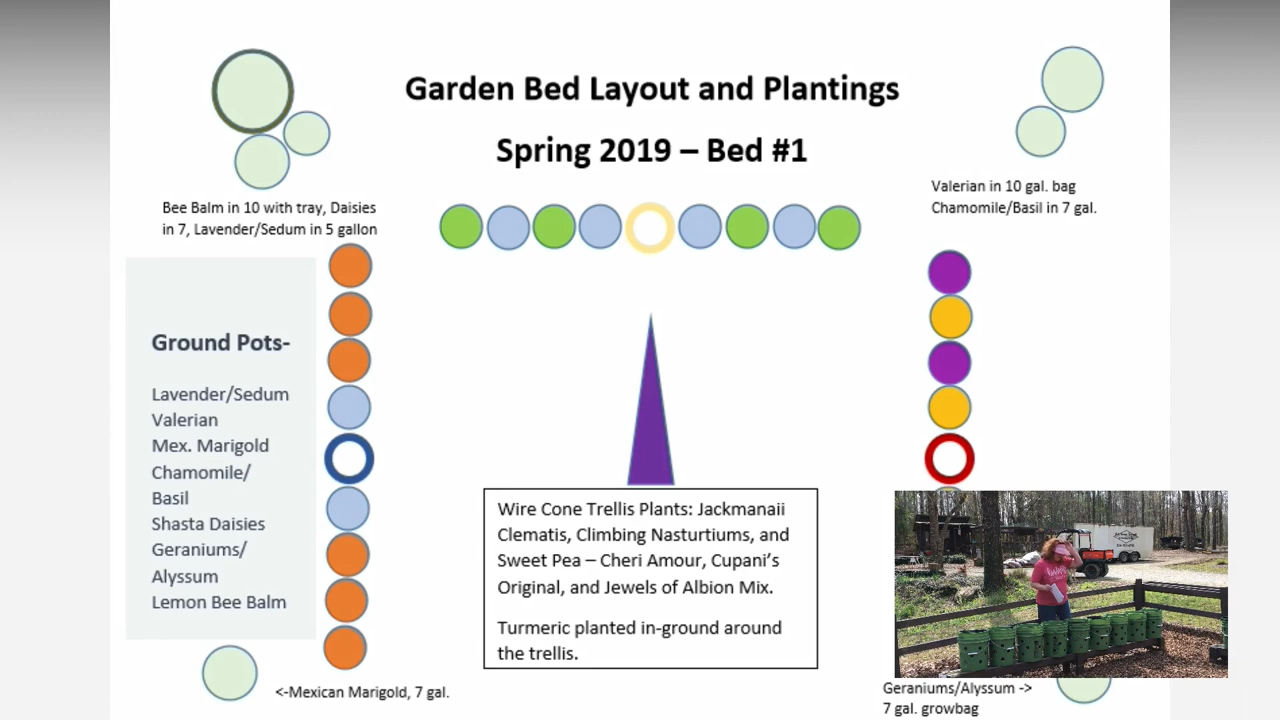 Garden Bed Layout and Plantings
Spring 2019 – Bed #1
Bee Balm in 10 with tray, Daisies
in 7, Lavender/Sedum in 5 gallon
Valerian in 10 gal. bag
Chamomile/Basil in 7 gal.
Ground Pots-
Lavender/Sedum
Valerian
Mex. Marigold
Chamomile/
Basil
Shasta Daisies
Geraniums/
Alyssum
Lemon Bee Balm
Wire Cone Trellis Plants: Jackmanaii
Clematis, Climbing Nasturtiums, and
Sweet Pea – Cheri Amour, Cupani’s
Original, and Jewels of Albion Mix.
Turmeric planted in-ground around
the trellis.
<-Mexican Marigold, 7 gal.
Geraniums/Alyssum ->
7 gal. growbag